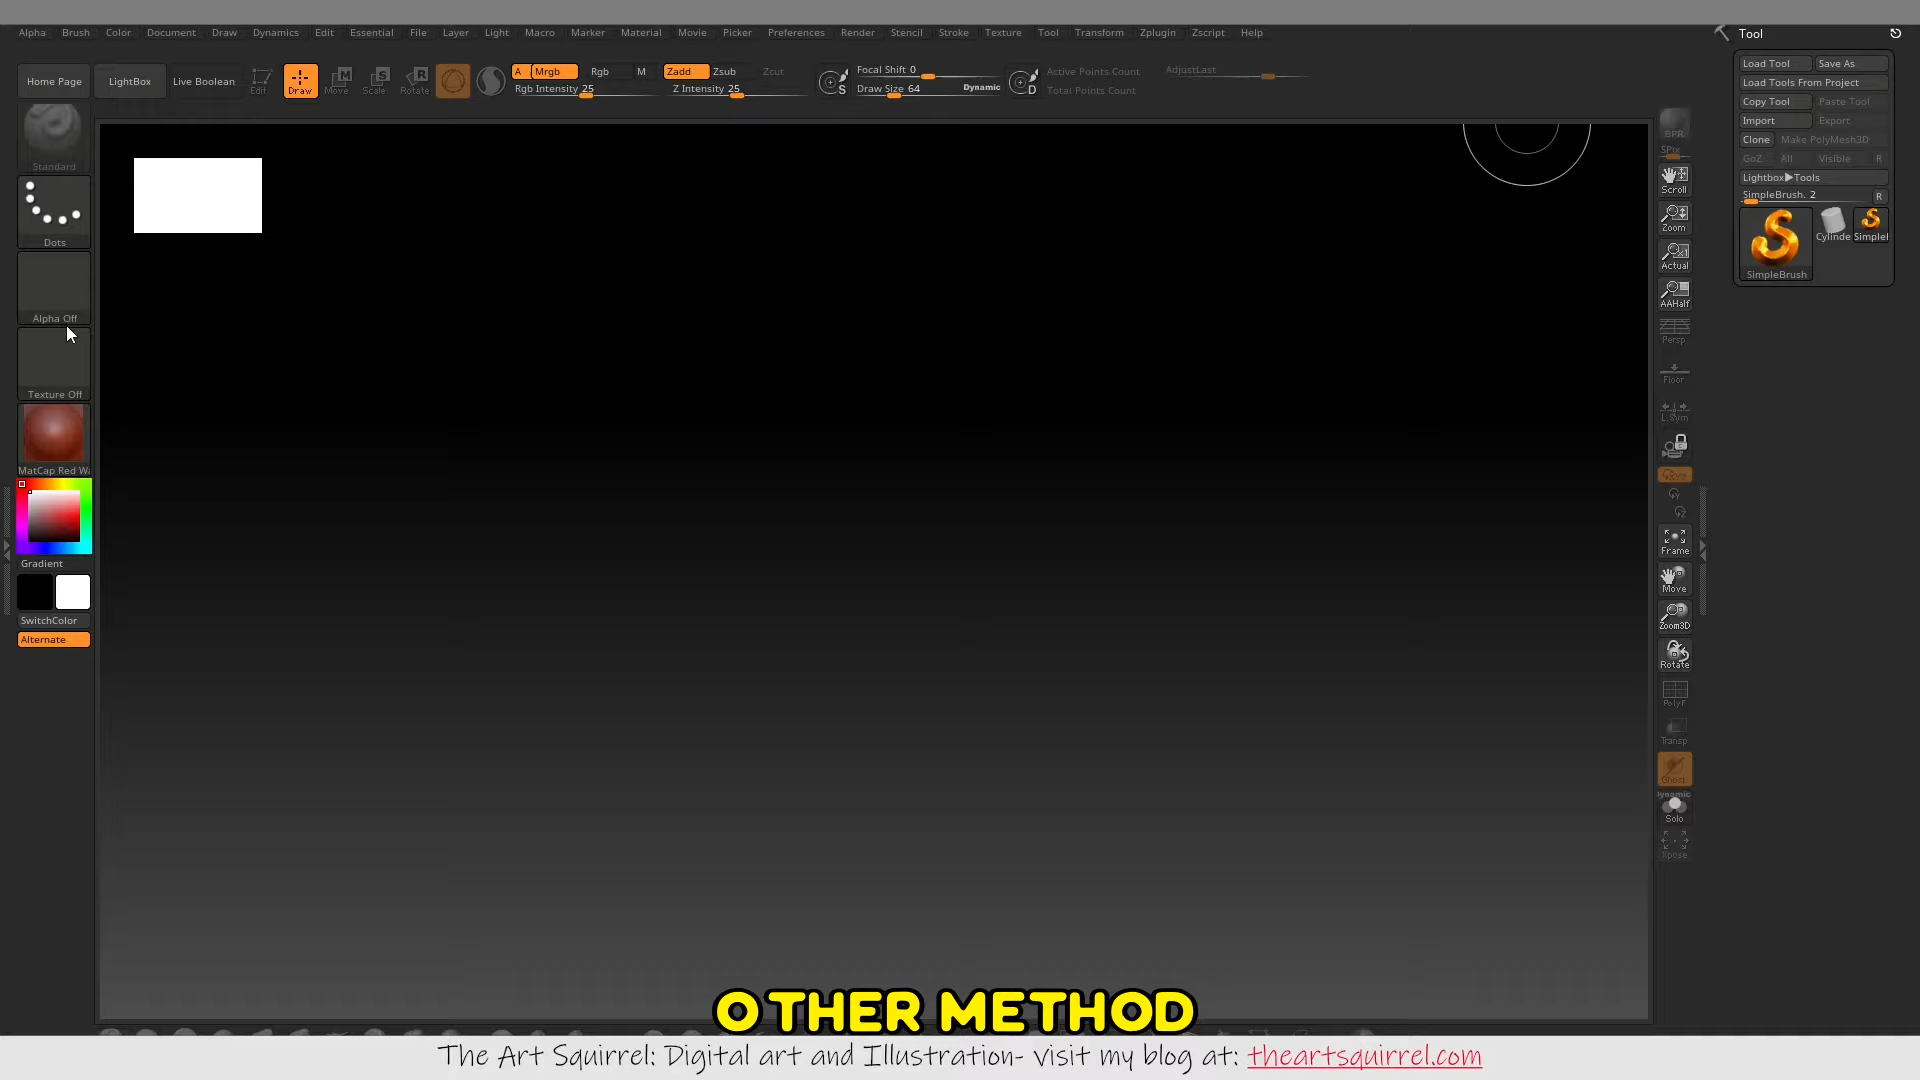 Alpha Brush Color Document Draw Dynamics Edit Essential File Layer Light Macro Marker Material Movie Picker Preferences Render Stencil Stroke Texture Tool Transform Zplugin Zscript Help
Tool
Home Page LightBox Live Boolean Edit Draw Move Scale Rotate
A Mrgb Rgb M Zadd Zsub Zcut
Rgb Intensity 25 Z Intensity 25
S Focal Shift 0
Draw Size 64 Dynamic D
Active Points Count AdjustLast
Total Points Count
Standard
Dots
Alpha Off
Texture Off
MatCap Red Wa
Gradient
SwitchColor
Alternate
BPR
SPix
Scroll
Zoom
Actual
AAHalf
Persp
Floor
L.Sym
Frame
Move
Zoom3D
Rotate
PolyF
Transp
Ghost
Dynamic
Solo
Xpose
Load Tool Save As
Load Tools From Project
Copy Tool Paste Tool
Import Export
Clone Make PolyMesh3D
GoZ All Visible R
Lightbox▶Tools
SimpleBrush. 2 R
SimpleBrush
Cylinde
Simplel
O THER METHOD
The Art Squirrel: Digital art and Illustration- visit my blog at: theartsquirrel.com